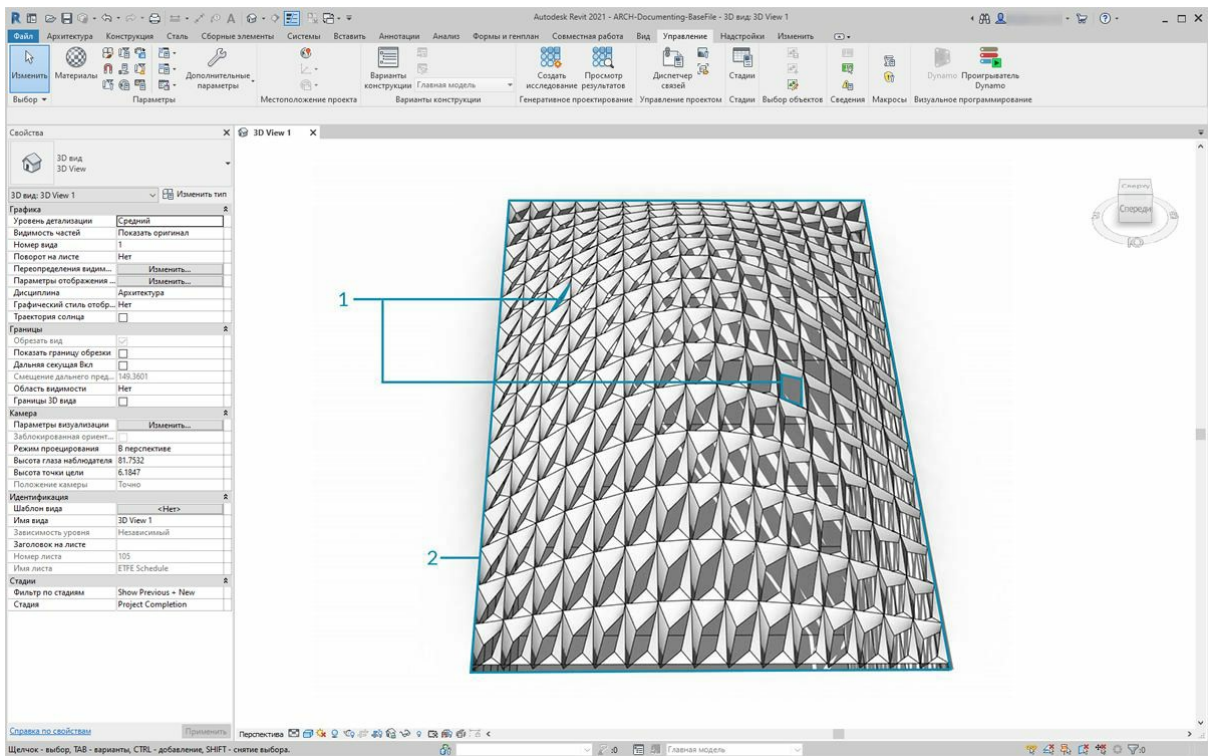 Autodesk Revit 2021 - ARCH-Documenting-BaseFile - 3D вид: 3D View 1
Файл Архитектура Конструкция Сталь Сборные элементы Системы Вставить Аннотации Анализ Формы и генплан Совместная работа Вид Управление Надстройки Изменить
Изменить Материалы Дополнительные параметры Варианты конструкции Главная модель Создать исследование Просмотр результатов Диспетчер связей Стадии Dynamo Проигрыватель Dynamo
Выбор Параметры Местоположение проекта Варианты конструкции Генеративное проектирование Управление проектом Стадии Выбор объектов Сведения Макросы Визуальное программирование
Свойства
3D View 1
3D вид
3D View
3D вид: 3D View 1 Изменить тип
Графика
Уровень детализации Средний
Видимость частей Показать оригинал
Номер вида 1
Поворот на листе Нет
Переопределения видим... Изменить...
Параметры отображения ... Изменить...
Дисциплина Архитектура
Графический стиль отобр... Нет
Траектория солнца
Границы
Обрезать вид
Показать границу обрезки
Дальняя секущая Вкл
Смещение дальнего пред... 149.3601
Область видимости Нет
Границы 3D вида
Камера
Параметры визуализации Изменить...
Заблокированная ориент...
Режим проецирования В перспективе
Высота глаза наблюдателя 81.7532
Высота точки цели 6.1847
Положение камеры Точно
Идентификация
Шаблон вида <Нет>
Имя вида 3D View 1
Зависимость уровня Независимый
Заголовок на листе
Номер листа 105
Имя листа ETFE Schedule
Стадии
Фильтр по стадиям Show Previous + New
Стадия Project Completion
1
2
Сверху
Спереди
Ю
Справка по свойствам Применить
Перспектива
Щелчок - выбор, TAB - варианты, CTRL - добавление, SHIFT - снятие выбора. :0 Главная модель :0